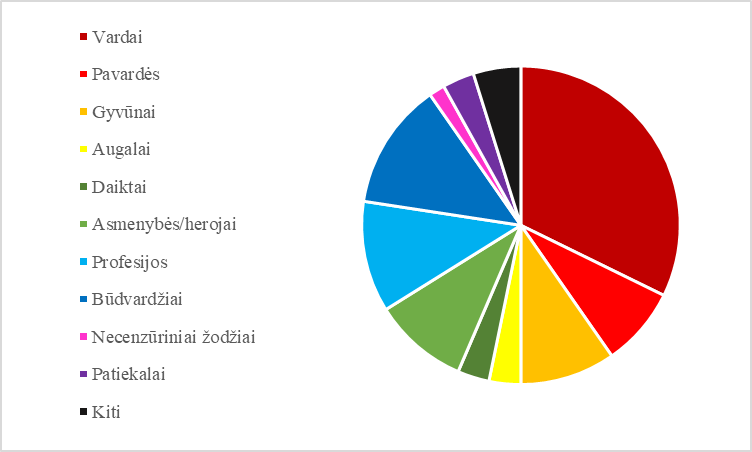 Vardai
Pavardės
Gyvūnai
Augalai
Daiktai
Asmenybės/herojai
Profesijos
Būdvardžiai
Necenzūriniai žodžiai
Patiekalai
Kiti